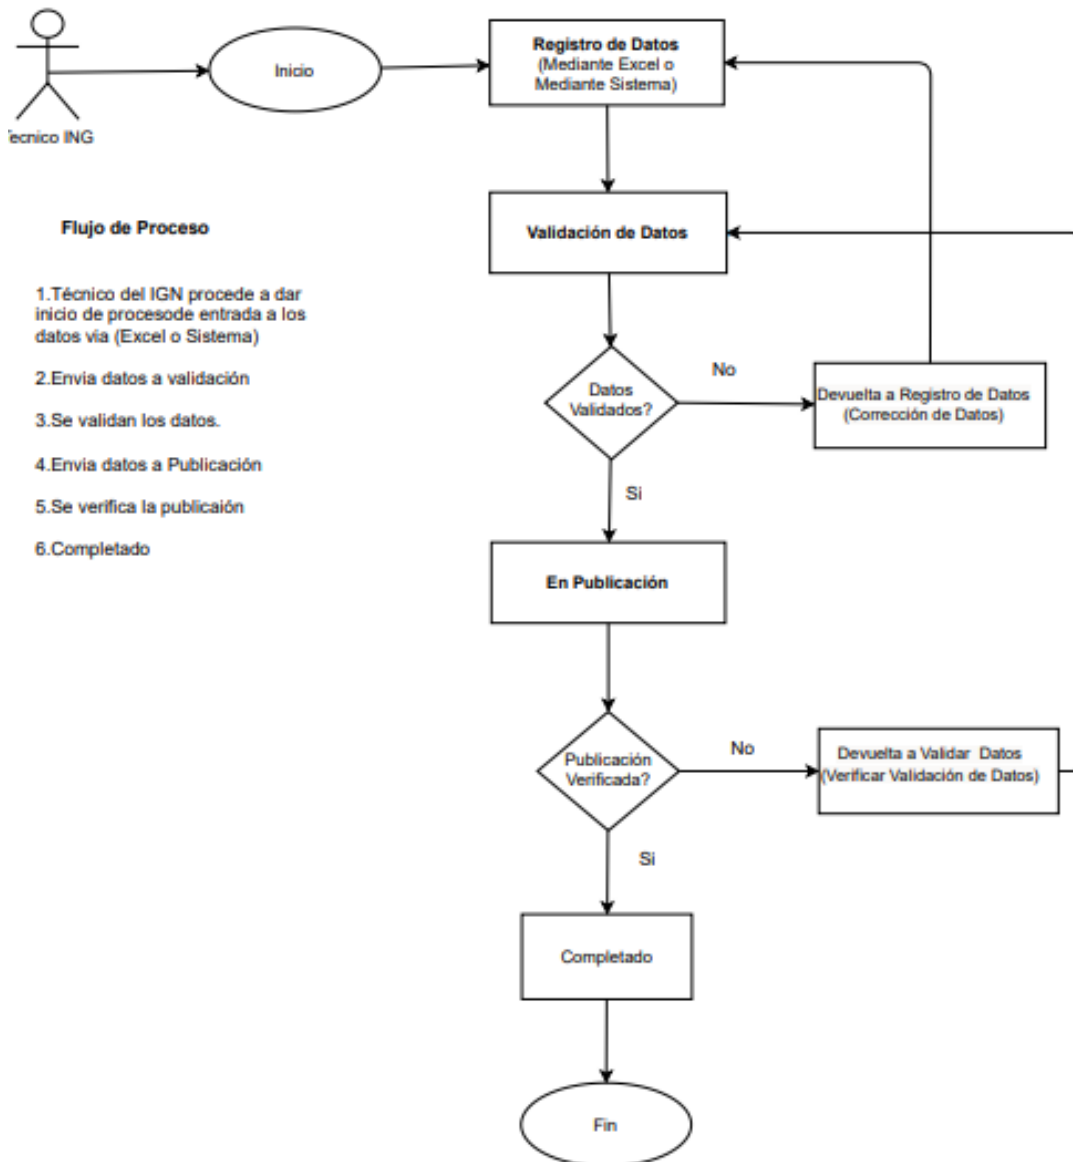 Inicio
Registro de Datos
(Mediante Excel o
Mediante Sistema)
ecnico ING
Flujo de Proceso
Validación de Datos
1.Técnico del IGN procede a dar
inicio de procesode entrada a los
datos via (Excel o Sistema)
2.Envia datos a validación
3.Se validan los datos.
4.Envia datos a Publicación
5.Se verifica la publicaión
6.Completado
Datos
Validados?
No
Devuelta a Registro de Datos
(Corrección de Datos)
Si
En Publicación
Publicación
Verificada?
No
Devuelta a Validar Datos
(Verificar Validación de Datos)
Si
Completado
Fin